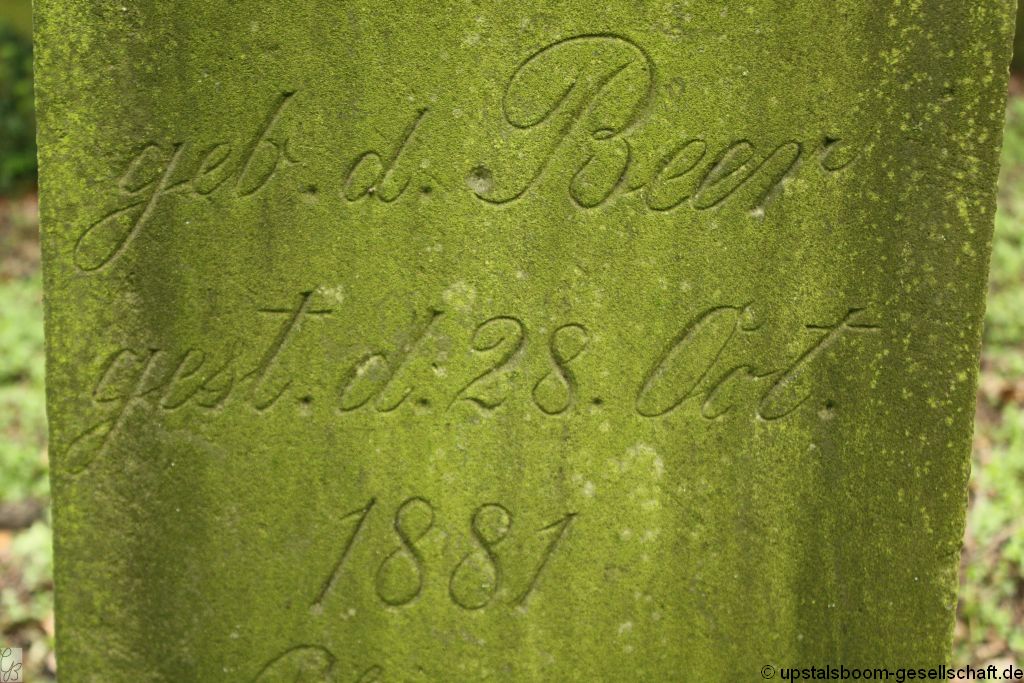 geb. d. Beer
gest. d. 28. Oct.
1881
© upstalsboom-gesellschaft.de